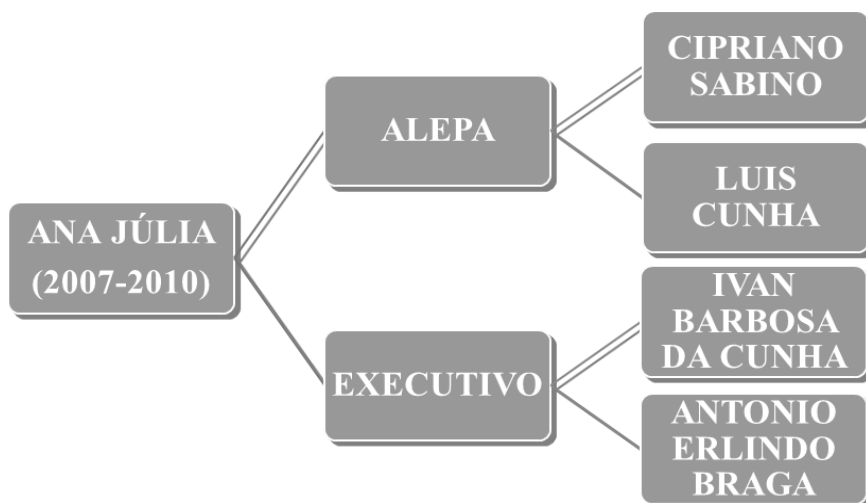 ANA JÚLIA
(2007-2010)
ALEPA
CIPRIANO
SABINO
LUIS
CUNHA
EXECUTIVO
IVAN
BARBOSA
DA CUNHA
ANTONIO
ERLINDO
BRAGA